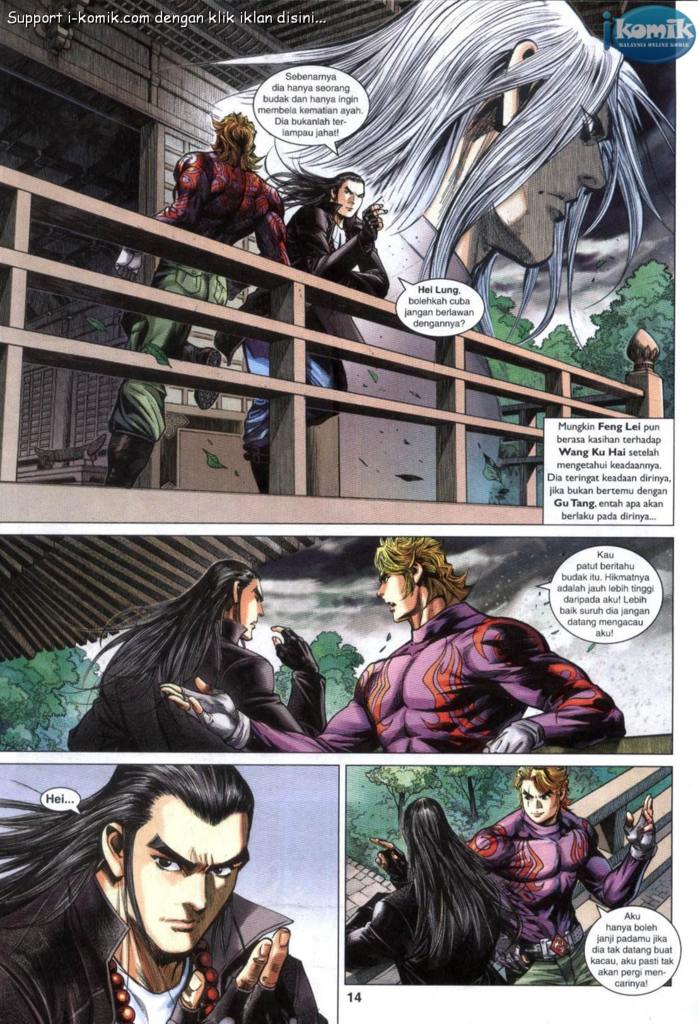 Support i-komik.com dengan klik iklan disini...
ikomik
MALAYSIA ONLINE KOMIK
Sebenarnya
dia hanya seorang
budak dan hanya ingin
membela kematian ayah.
Dia bukanlah ter-
lampau jahat!
Hei Lung,
bolehkah cuba
jangan berlawan
dengannya?
Mungkin Feng Lei pun
berasa kasihan terhadap
Wang Ku Hai setelah
mengetahui keadaannya.
Dia teringat keadaan dirinya,
jika bukan bertemu dengan
Gu Tang, entah apa akan
berlaku pada dirinya...
Kau
patut beritahu
budak itu. Hikmatnya
adalah jauh lebih tinggi
daripada aku! Lebih
baik suruh dia jangan
datang mengacau
aku!
Hei...
Aku
hanya boleh
janji padamu jika
dia tak datang buat
kacau, aku pasti tak
akan pergi men-
carinya!
14